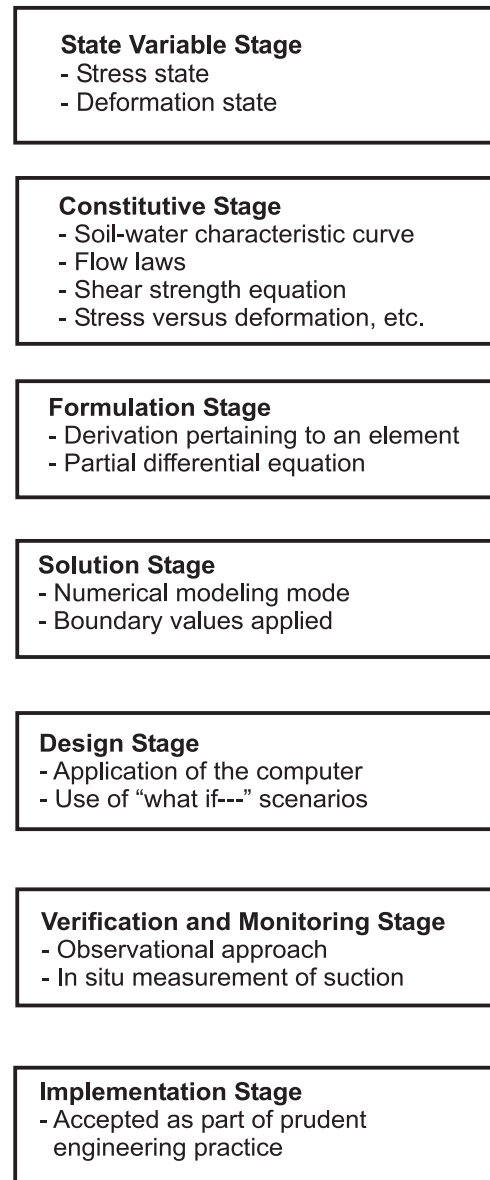 State Variable Stage
- Stress state
- Deformation state
Constitutive Stage
- Soil-water characteristic curve
- Flow laws
- Shear strength equation
- Stress versus deformation, etc.
Formulation Stage
- Derivation pertaining to an element
- Partial differential equation
Solution Stage
- Numerical modeling mode
- Boundary values applied
Design Stage
- Application of the computer
- Use of “what if---” scenarios
Verification and Monitoring Stage
- Observational approach
- In situ measurement of suction
Implementation Stage
- Accepted as part of prudent
engineering practice